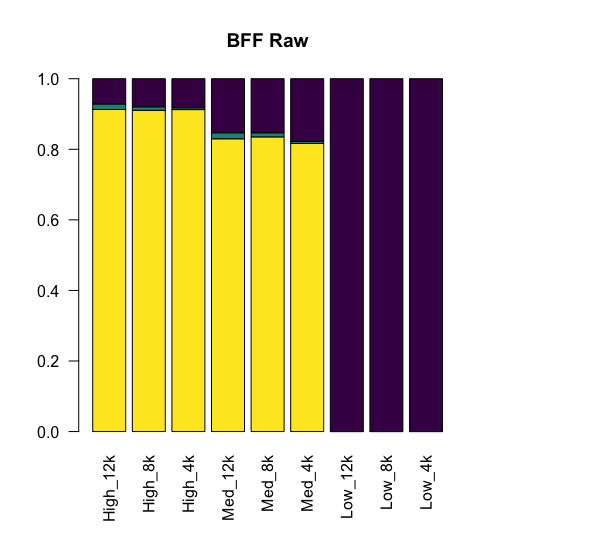 BFF Raw
1.0
0.8
0.6
0.4
0.2
0.0
High_12k
High_8k
High_4k
Med_12k
Med_8k
Med_4k
Low_12k
Low_8k
Low_4k